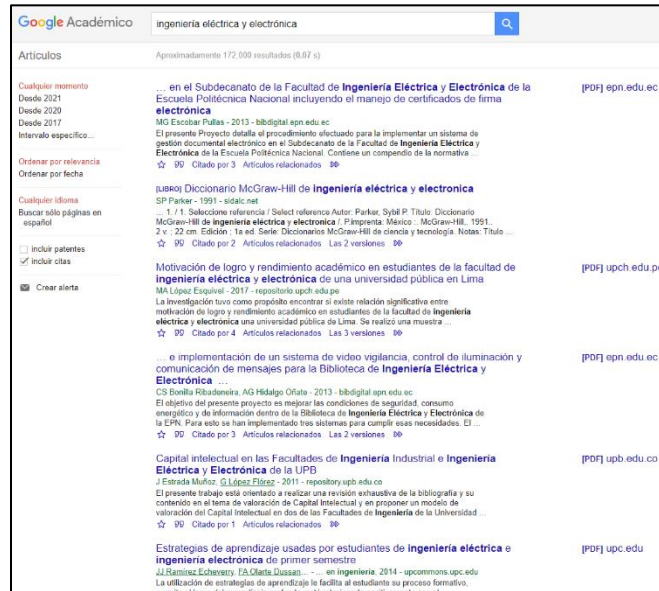 Google Académico
ingeniería eléctrica y electrónica
Artículos
Aproximadamente 172,000 resultados (0.07 s)
Cualquier momento
Desde 2021
Desde 2020
Desde 2017
Intervalo específico...
Ordenar por relevancia
Ordenar por fecha
Cualquier idioma
Buscar sólo páginas en
español
incluir patentes
incluir citas
Crear alerta
... en el Subdecanato de la Facultad de Ingeniería Eléctrica y Electrónica de la
Escuela Politécnica Nacional incluyendo el manejo de certificados de firma
electrónica
[PDF] epn.edu.ec
MG Escobar Pullas - 2013 - bibdigital.epn.edu.ec
El presente Proyecto detalla el procedimiento efectuado para la implementar un sistema de
gestión documental electrónico en el Subdecanato de la Facultad de Ingeniería Eléctrica y
Electrónica de la Escuela Politécnica Nacional. Contiene un compendio de la normativa ...
Citado por 3 Artículos relacionados
[LIBRO] Diccionario McGraw-Hill de ingeniería eléctrica y electronica
SP Parker - 1991 - sidalc.net
... 1. / 1. Seleccione referencia / Select reference Autor: Parker, Sybil P. Título: Diccionario
McGraw-Hill de ingeniería eléctrica y electronica /. P.imprenta: México :. McGraw-Hill,. 1991..
2 v. ; 22 cm. Edición ; 1a ed. Serie: Diccionarios McGraw-Hill de ciencia y tecnología. Notas: Título ...
Citado por 2 Artículos relacionados Las 2 versiones
Motivación de logro y rendimiento académico en estudiantes de la facultad de
ingeniería eléctrica y electrónica de una universidad pública en Lima
[PDF] upch.edu.pe
MA López Esquivel - 2017 - repositorio.upch.edu.pe
La investigación tuvo como propósito encontrar si existe relación significativa entre
motivación de logro y rendimiento académico en estudiantes de la facultad de ingeniería
eléctrica y electrónica una universidad pública de Lima. Se realizó una muestra ...
Citado por 4 Artículos relacionados Las 3 versiones
... e implementación de un sistema de video vigilancia, control de iluminación y
comunicación de mensajes para la Biblioteca de Ingeniería Eléctrica y
Electrónica ...
[PDF] epn.edu.ec
CS Bonilla Ribadeneira, AG Hidalgo Oñate - 2013 - bibdigital.epn.edu.ec
El objetivo del presente proyecto es mejorar las condiciones de seguridad, consumo
energético y de información dentro de la Biblioteca de Ingeniería Eléctrica y Electrónica de
la EPN. Para esto se han implementado tres sistemas para cumplir esas necesidades. El ...
Citado por 3 Artículos relacionados Las 2 versiones
Capital intelectual en las Facultades de Ingeniería Industrial e Ingeniería
Eléctrica y Electrónica de la UPB
[PDF] upb.edu.co
J Estrada Muñoz, G López Flórez - 2011 - repository.upb.edu.co
El presente trabajo está orientado a realizar una revisión exhaustiva de la bibliografía y su
contenido en el tema de valoración de Capital Intelectual y en proponer un modelo de
valoración del Capital Intelectual en dos de las Facultades de Ingeniería de la Universidad ...
Citado por 1 Artículos relacionados
Estrategias de aprendizaje usadas por estudiantes de ingeniería eléctrica e
ingeniería electrónica de primer semestre
[PDF] upc.edu
JJ Ramírez Echeverry, FA Olarte Dussan... - ... en ingeniería, 2014 - upcommons.upc.edu
La utilización de estrategias de aprendizaje le facilita al estudiante su proceso formativo,